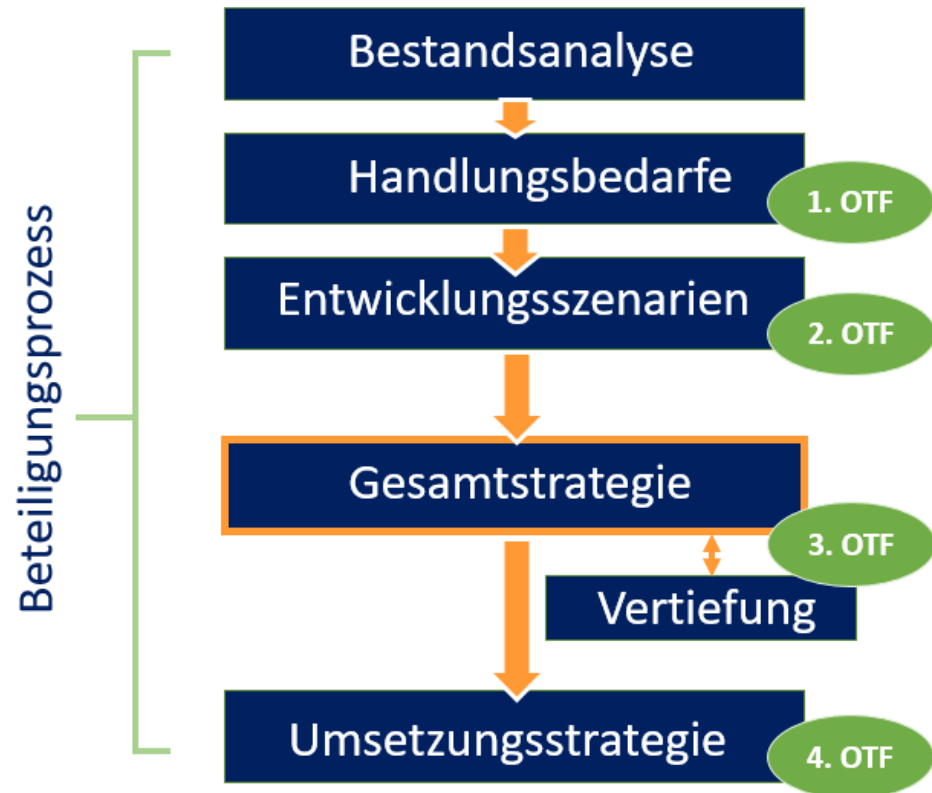 Beteiligungsprozess
Bestandsanalyse
Handlungsbedarfe
1. OTF
Entwicklungsszenarien
2. OTF
Gesamtstrategie
3. OTF
Vertiefung
Umsetzungsstrategie
4. OTF